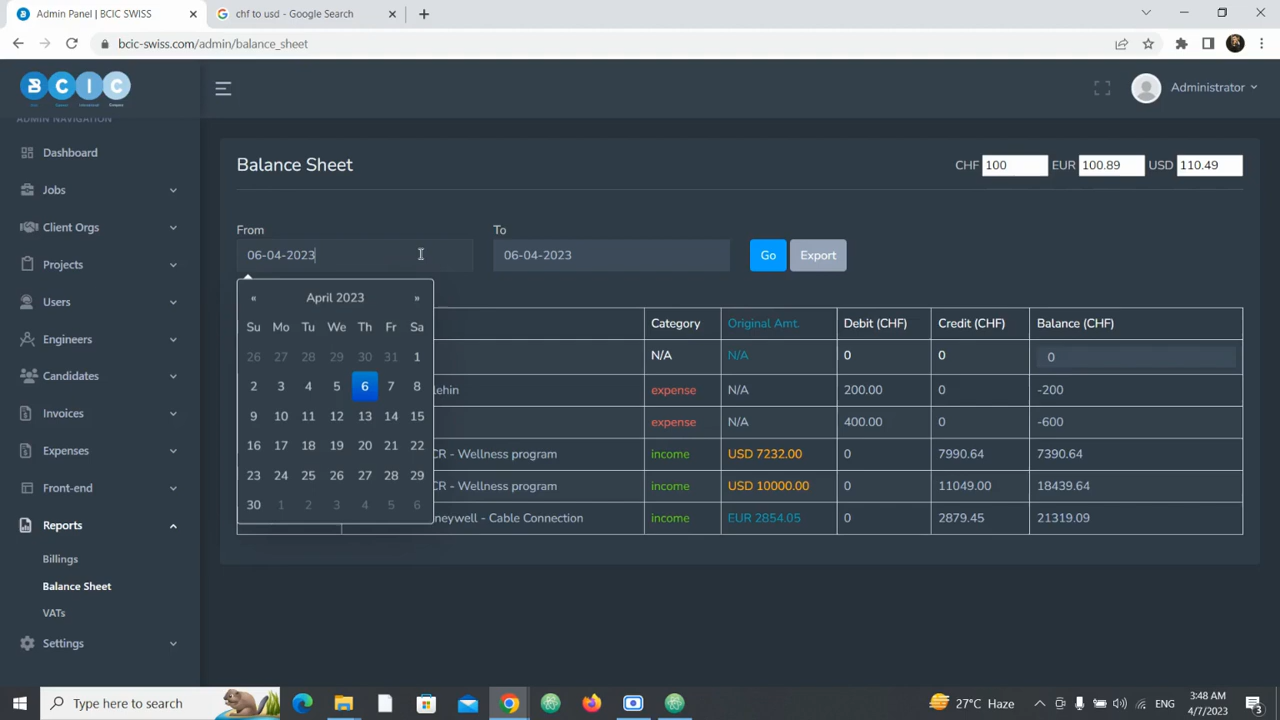 Admin Panel | BCIC SWISS
chf to usd - Google Search
bcic-swiss.com/admin/balance_sheet
B C I C
Administrator
ADMIN NAVIGATION
Dashboard
Jobs
Client Orgs
Projects
Users
Engineers
Candidates
Invoices
Expenses
Front-end
Reports
Billings
Balance Sheet
VATs
Settings
Balance Sheet
CHF 100 EUR 100.89 USD 110.49
From To
06-04-2023 06-04-2023 Go Export
« April 2023 »
Su Mo Tu We Th Fr Sa
26 27 28 29 30 31 1
2 3 4 5 6 7 8
9 10 11 12 13 14 15
16 17 18 19 20 21 22
23 24 25 26 27 28 29
30 1 2 3 4 5 6
Category Original Amt. Debit (CHF) Credit (CHF) Balance (CHF)
N/A N/A 0 0 0
lehin expense N/A 200.00 0 -200
expense N/A 400.00 0 -600
CR - Wellness program income USD 7232.00 0 7990.64 7390.64
CR - Wellness program income USD 10000.00 0 11049.00 18439.64
neywell - Cable Connection income EUR 2854.05 0 2879.45 21319.09
Type here to search
27°C Haze
ENG
3:48 AM
4/7/2023
3